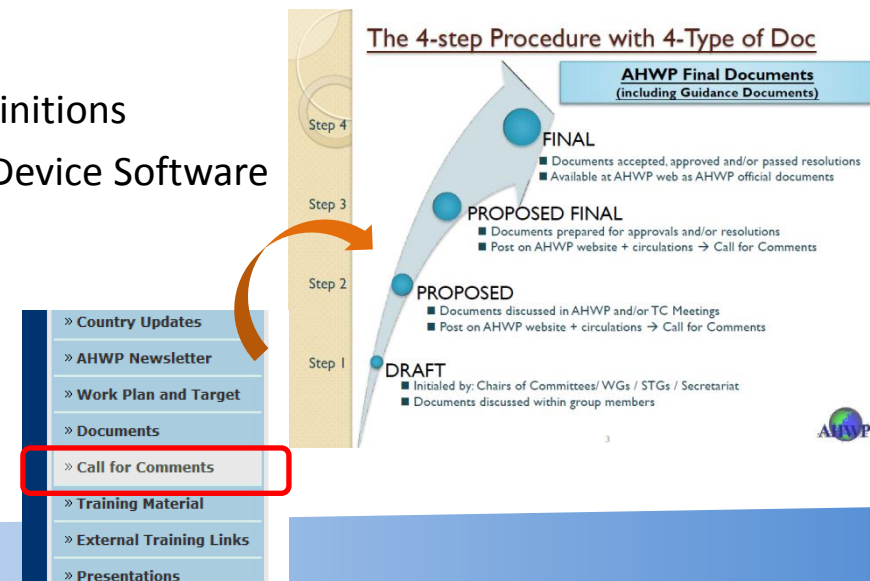 initions
Device Software
The 4-step Procedure with 4-Type of Doc
AHWP Final Documents
(including Guidance Documents)
Step 4
FINAL
■ Documents accepted, approved and/or passed resolutions
■ Available at AHWP web as AHWP official documents
Step 3
PROPOSED FINAL
■ Documents prepared for approvals and/or resolutions
■ Post on AHWP website + circulations → Call for Comments
Step 2
PROPOSED
■ Documents discussed in AHWP and/or TC Meetings
■ Post on AHWP website + circulations → Call for Comments
Step 1
DRAFT
■ Initialed by: Chairs of Committees/ WGs / STGs / Secretariat
■ Documents discussed within group members
3
AHWP
» Country Updates
» AHWP Newsletter
» Work Plan and Target
» Documents
» Call for Comments
» Training Material
» External Training Links
» Presentations